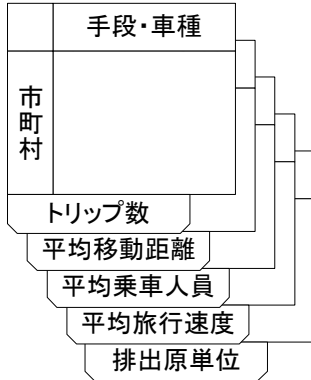 手段・車種
市町村
トリップ数
平均移動距離
平均乗車人員
平均旅行速度
排出原単位